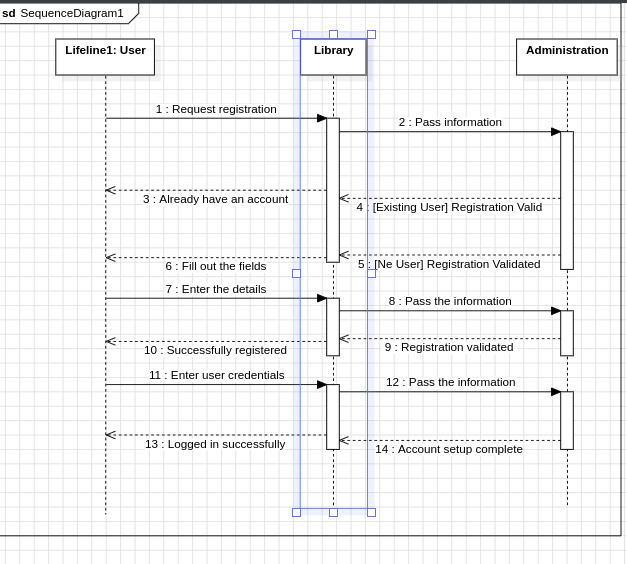 sd SequenceDiagram1
Lifeline1: User
Library
Administration
1 : Request registration
2 : Pass information
3 : Already have an account
4 : [Existing User] Registration Valid
5 : [Ne User] Registration Validated
6 : Fill out the fields
7 : Enter the details
8 : Pass the information
9 : Registration validated
10 : Successfully registered
11 : Enter user credentials
12 : Pass the information
13 : Logged in successfully
14 : Account setup complete